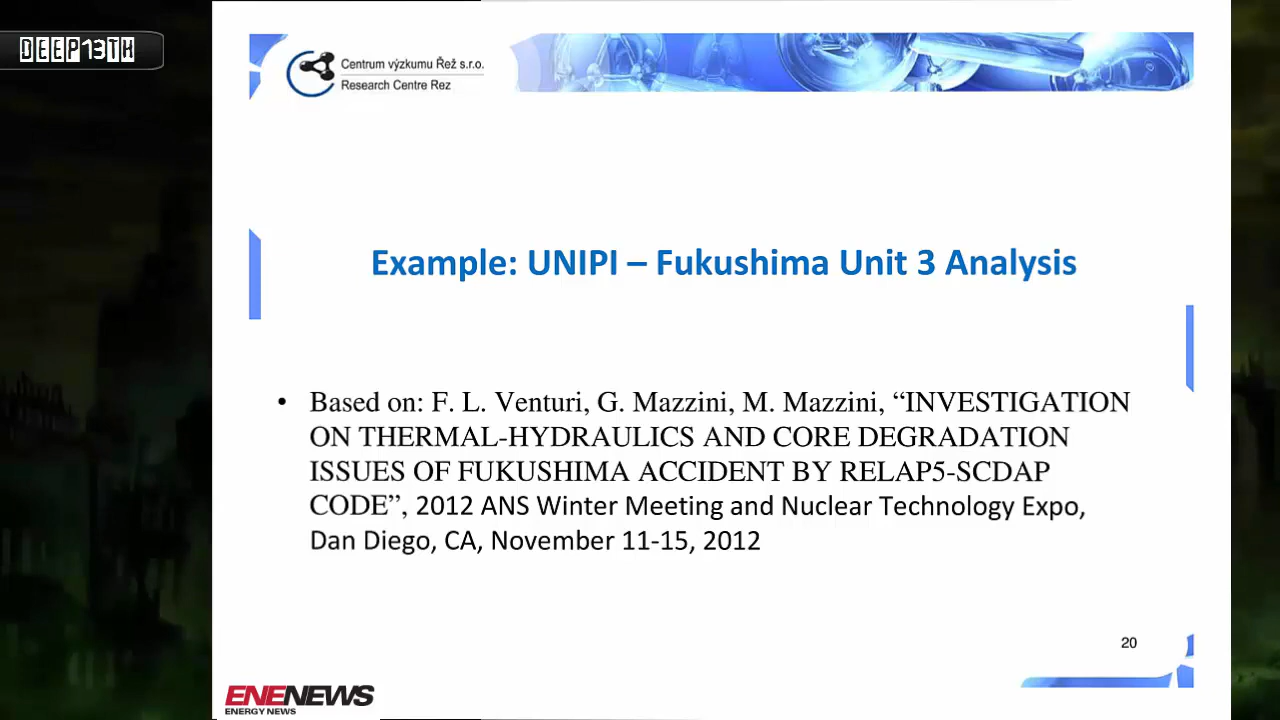 DEEP13TH
Centrum výzkumu Řež s.r.o.
Research Centre Rez
Example: UNIPI – Fukushima Unit 3 Analysis
• Based on: F. L. Venturi, G. Mazzini, M. Mazzini, “INVESTIGATION
ON THERMAL-HYDRAULICS AND CORE DEGRADATION
ISSUES OF FUKUSHIMA ACCIDENT BY RELAP5-SCDAP
CODE”, 2012 ANS Winter Meeting and Nuclear Technology Expo,
Dan Diego, CA, November 11-15, 2012
20
ENENEWS
ENERGY NEWS